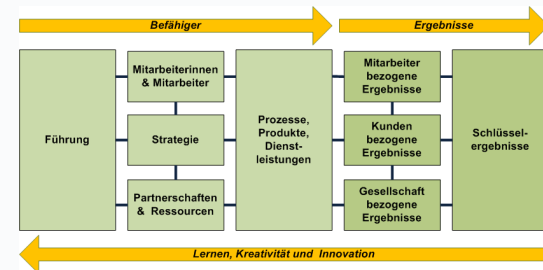 Befähiger
Ergebnisse
Führung
Mitarbeiterinnen
& Mitarbeiter
Strategie
Partnerschaften
& Ressourcen
Prozesse,
Produkte,
Dienst-
leistungen
Mitarbeiter
bezogene
Ergebnisse
Kunden
bezogene
Ergebnisse
Gesellschaft
bezogene
Ergebnisse
Schlüssel-
ergebnisse
Lernen, Kreativität und Innovation